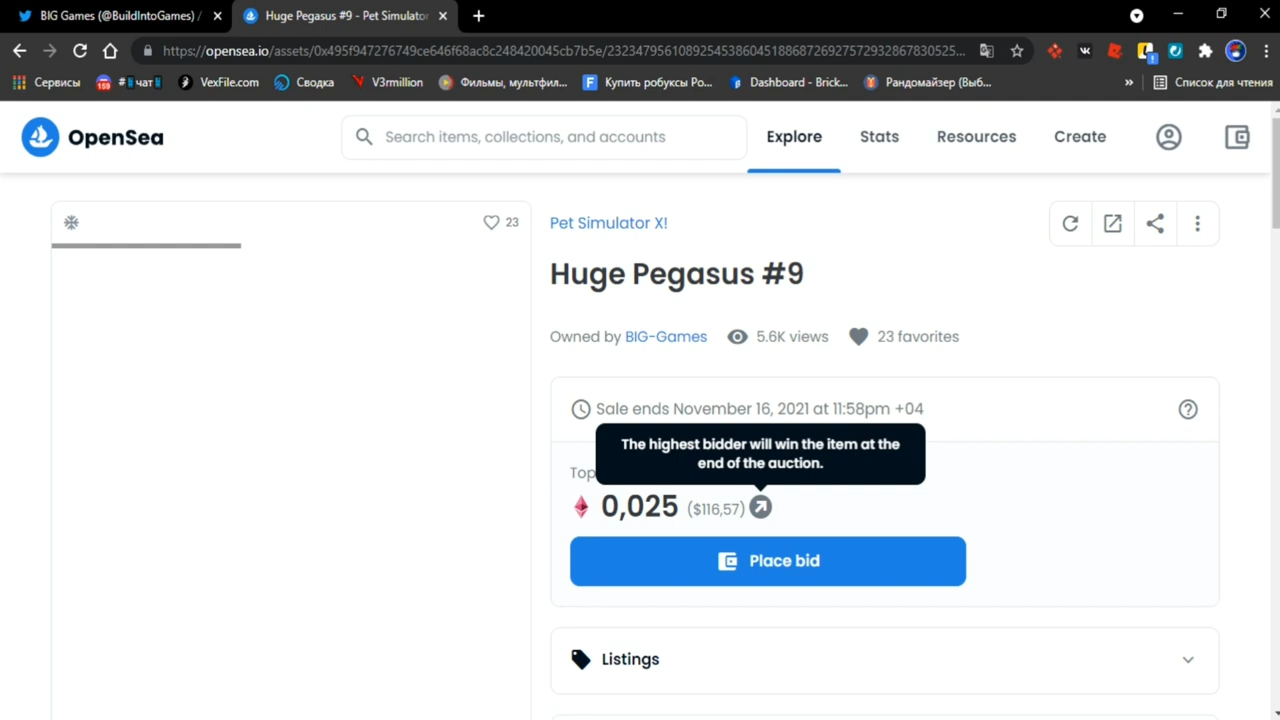 BIG Games (@BuildIntoGames) /
Huge Pegasus #9 - Pet Simulator
https://opensea.io/assets/0x495f947276749ce646f68ac8c248420045cb7b5e/23234795610892545386045188687269275729328678305​25...
Сервисы
159
чат
VexFile.com
Сводка
V3rmillion
Фильмы, мультфил...
Купить робуксы Ро...
Dashboard - Brick...
Рандомайзер (Выб...
»
Список для чтения
OpenSea
Search items, collections, and accounts
Explore
Stats
Resources
Create
23
Pet Simulator X!
Huge Pegasus #9
Owned by BIG-Games
5.6K views
23 favorites
Sale ends November 16, 2021 at 11:58pm +04
The highest bidder will win the item at the
end of the auction.
Top
0,025 ($116,57)
Place bid
Listings